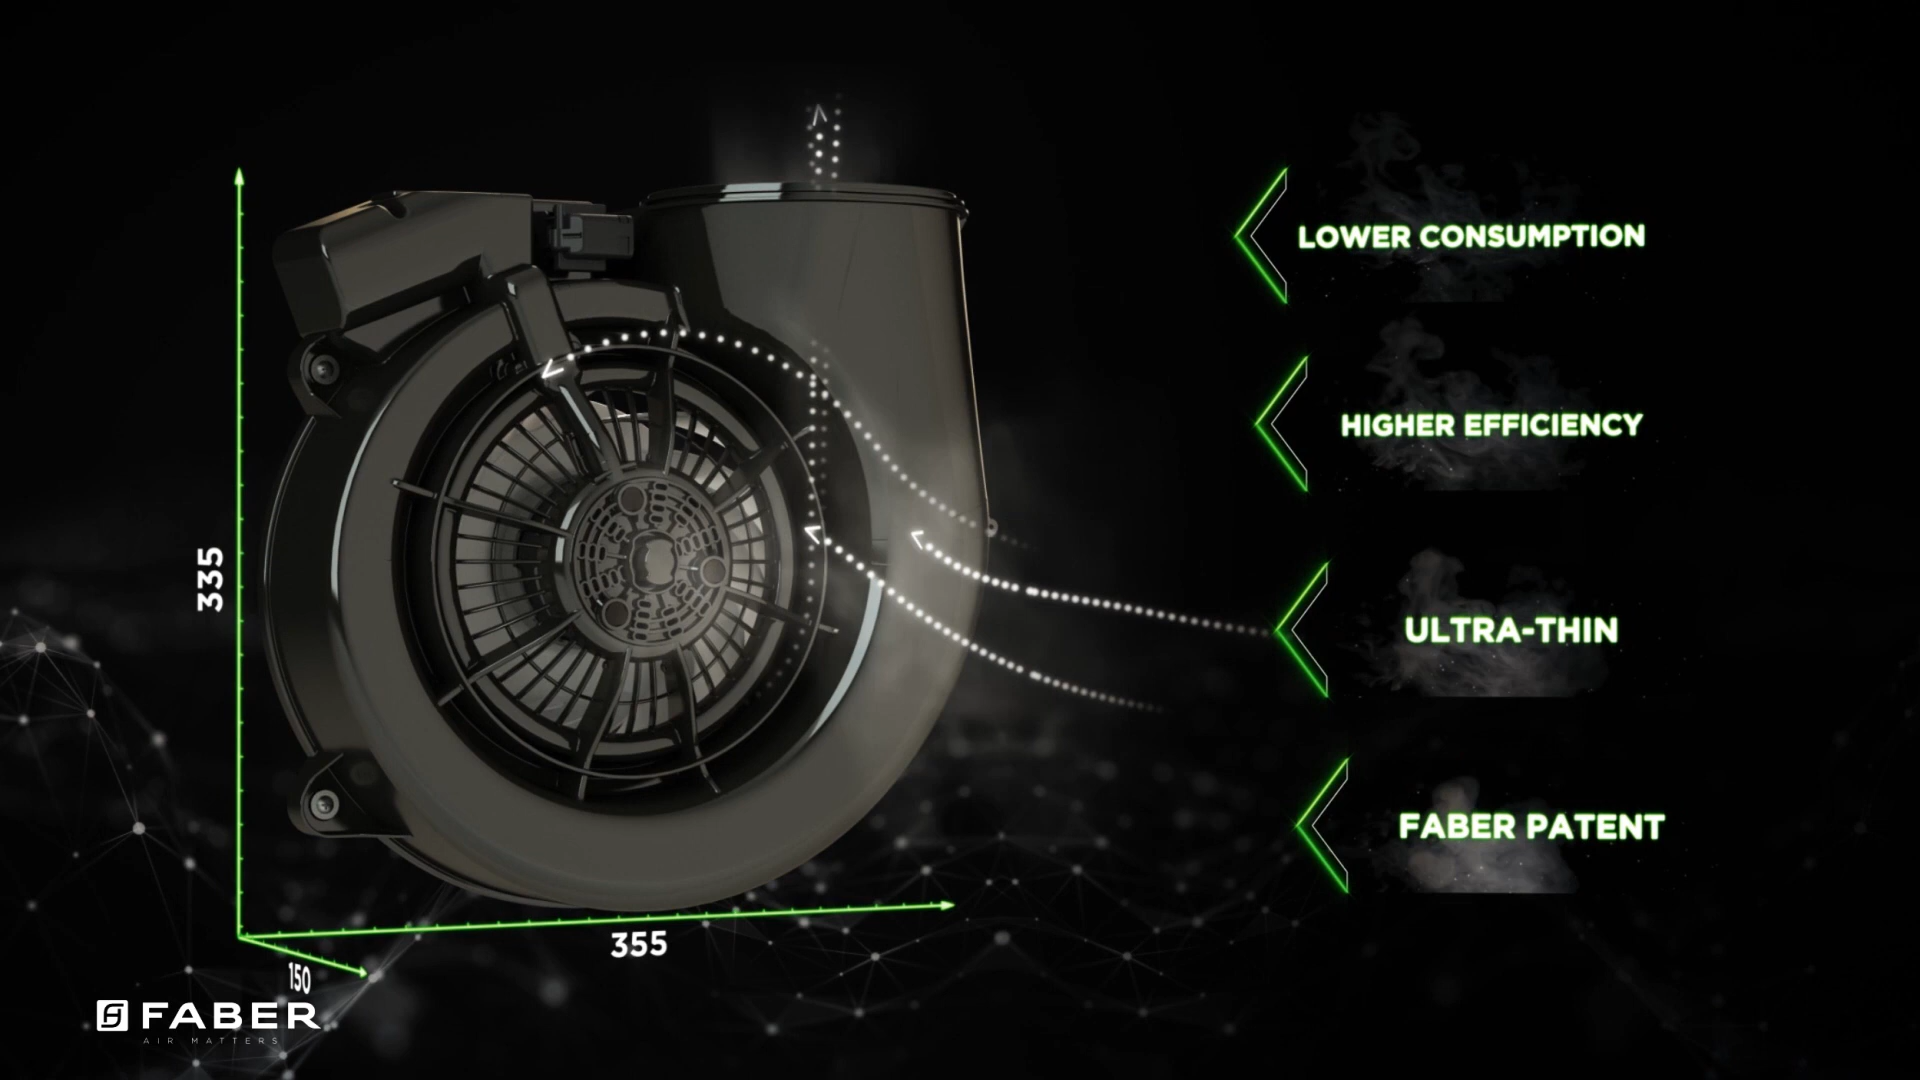 LOWER CONSUMPTION
HIGHER EFFICIENCY
335
ULTRA-THIN
FABER PATENT
355
150
FABER
AIR MATTERS